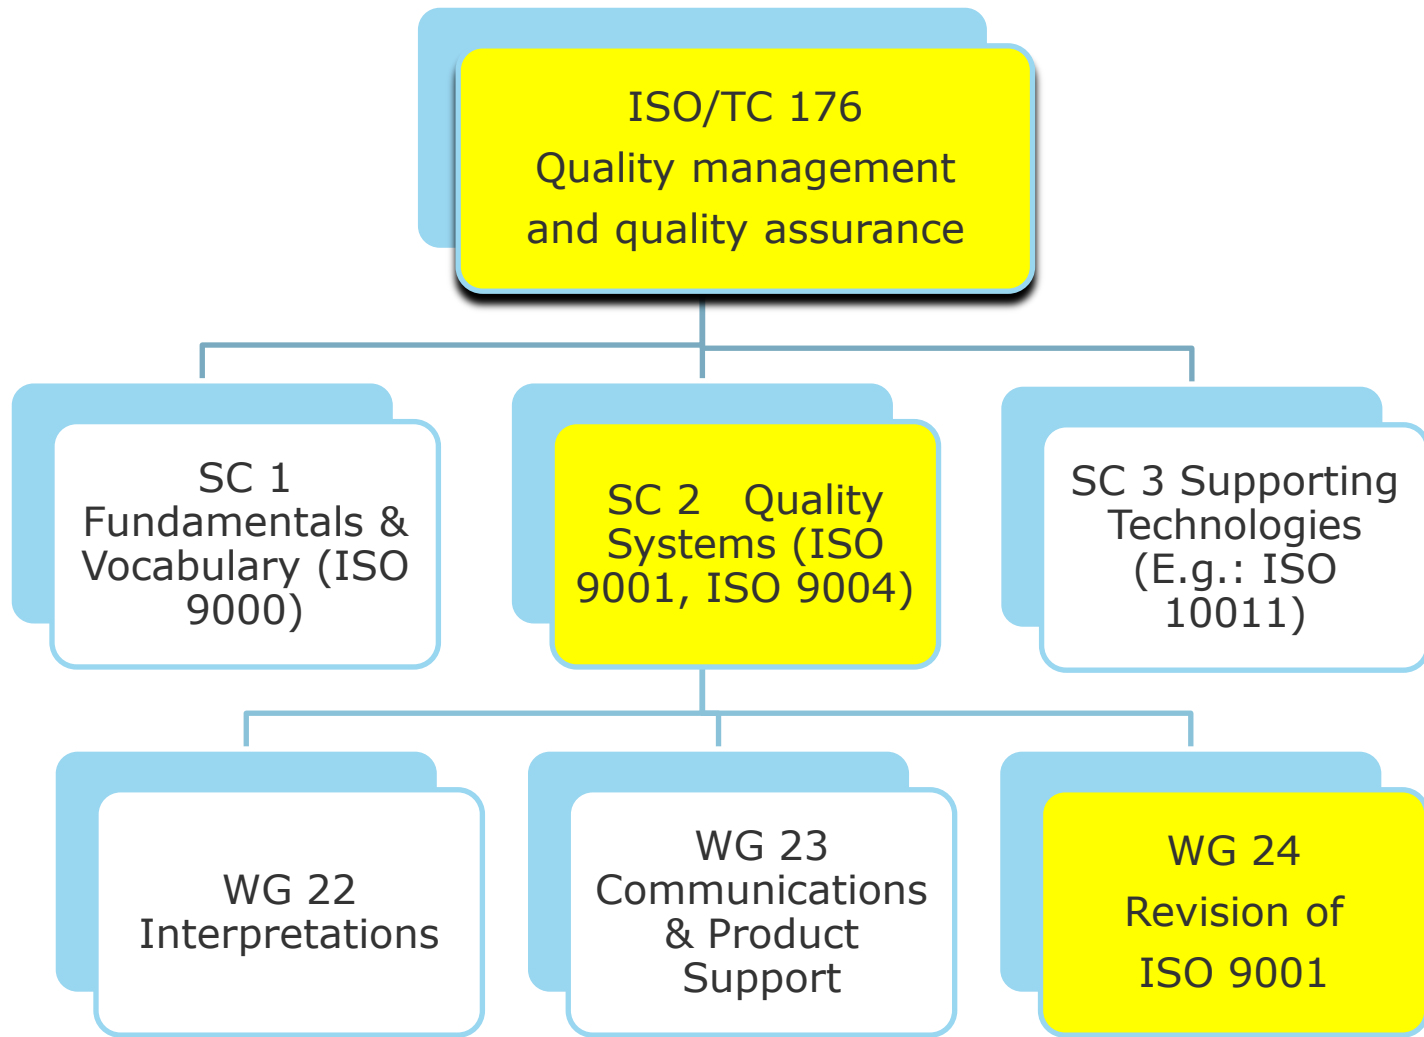 ISO/TC 176
Quality management
and quality assurance
SC 1
Fundamentals &
Vocabulary (ISO
9000)
SC 2   Quality
Systems (ISO
9001, ISO 9004)
SC 3 Supporting
Technologies
(E.g.: ISO
10011)
WG 22
Interpretations
WG 23
Communications
& Product
Support
WG 24
Revision of
ISO 9001